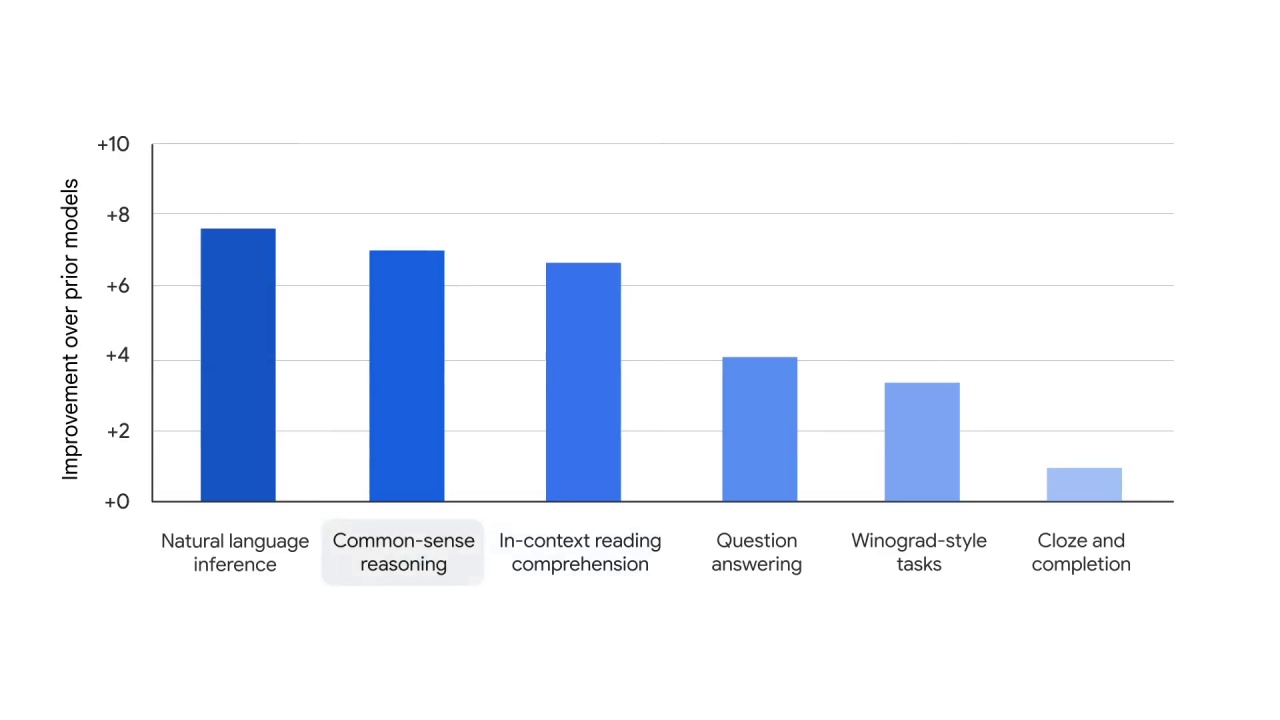 Improvement over prior models
+10
+8
+6
+4
+2
+0
Natural language
inference
Common-sense
reasoning
In-context reading
comprehension
Question
answering
Winograd-style
tasks
Cloze and
completion